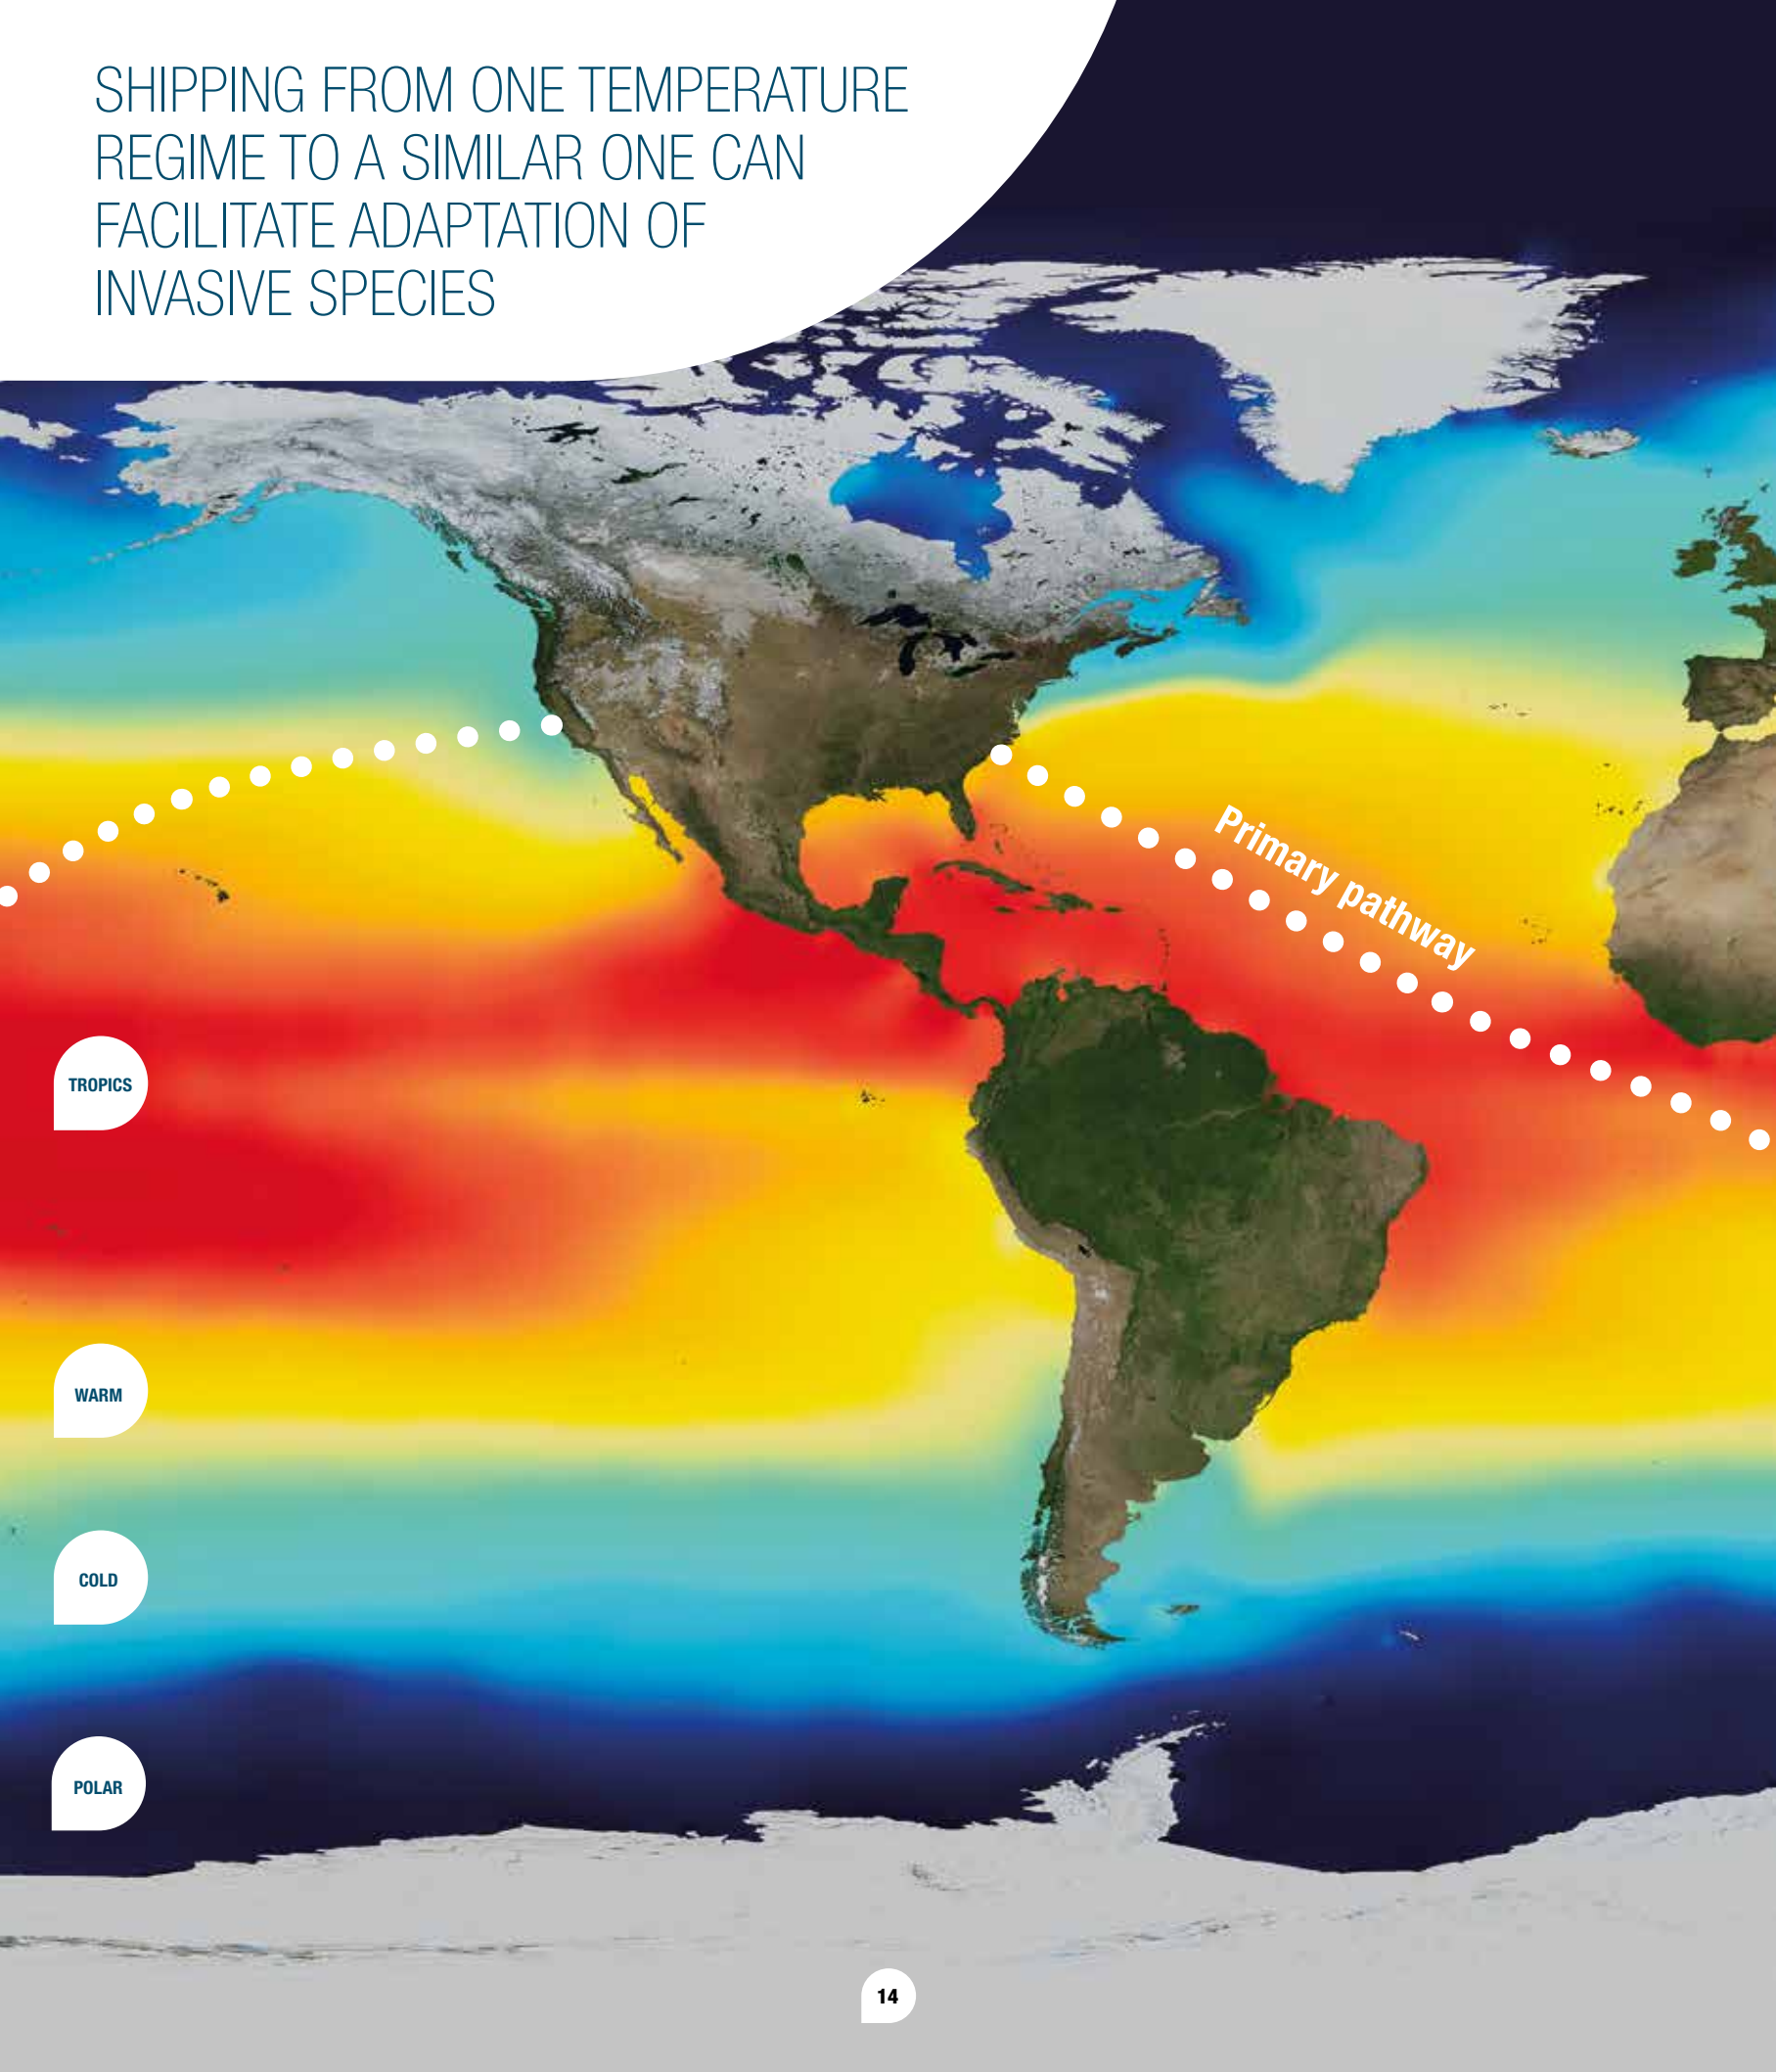 SHIPPING FROM ONE TEMPERATURE
REGIME TO A SIMILAR ONE CAN
FACILITATE ADAPTATION OF
INVASIVE SPECIES
Primary pathway
TROPICS
WARM
COLD
POLAR
14